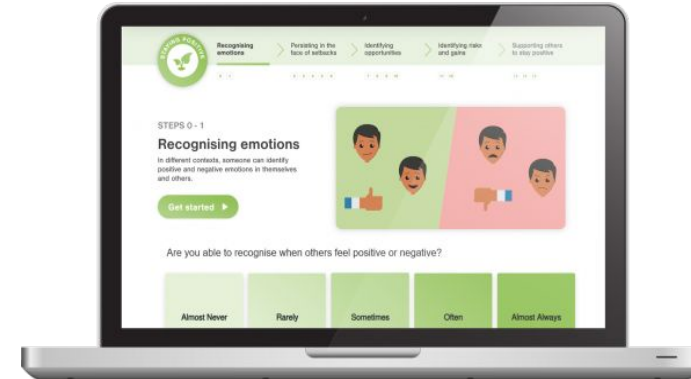 STAYING POSITIVE
Recognising
emotions
Persisting in the
face of setbacks
Identifying
opportunities
Identifying risks
and gains
Supporting others
to stay positive
STEPS 0 - 1
Recognising emotions
In different contexts, someone can identify
positive and negative emotions in themselves
and others.
Get started
Are you able to recognise when others feel positive or negative?
Almost Never
Rarely
Sometimes
Often
Almost Always